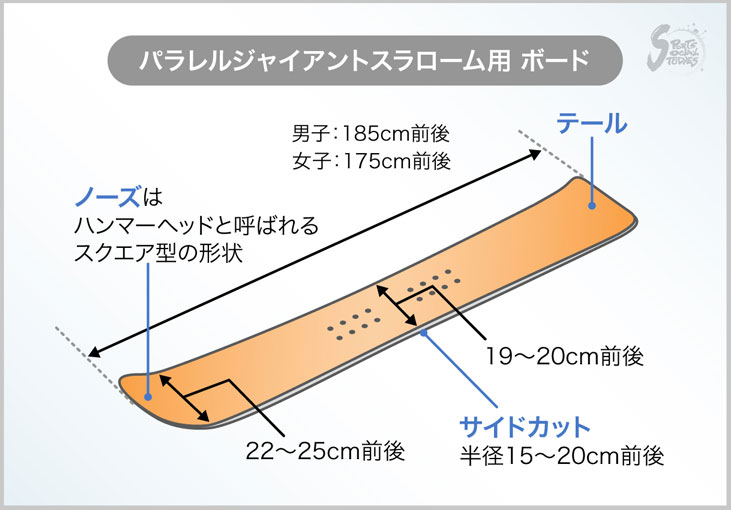 パラレルジャイアントスラローム用 ボード
SPORTS
SOCIAL
STORIES
男子：185cm前後
女子：175cm前後
テール
ノーズは
ハンマーヘッドと呼ばれる
スクエア型の形状
19〜20cm前後
サイドカット
半径15〜20cm前後
22〜25cm前後